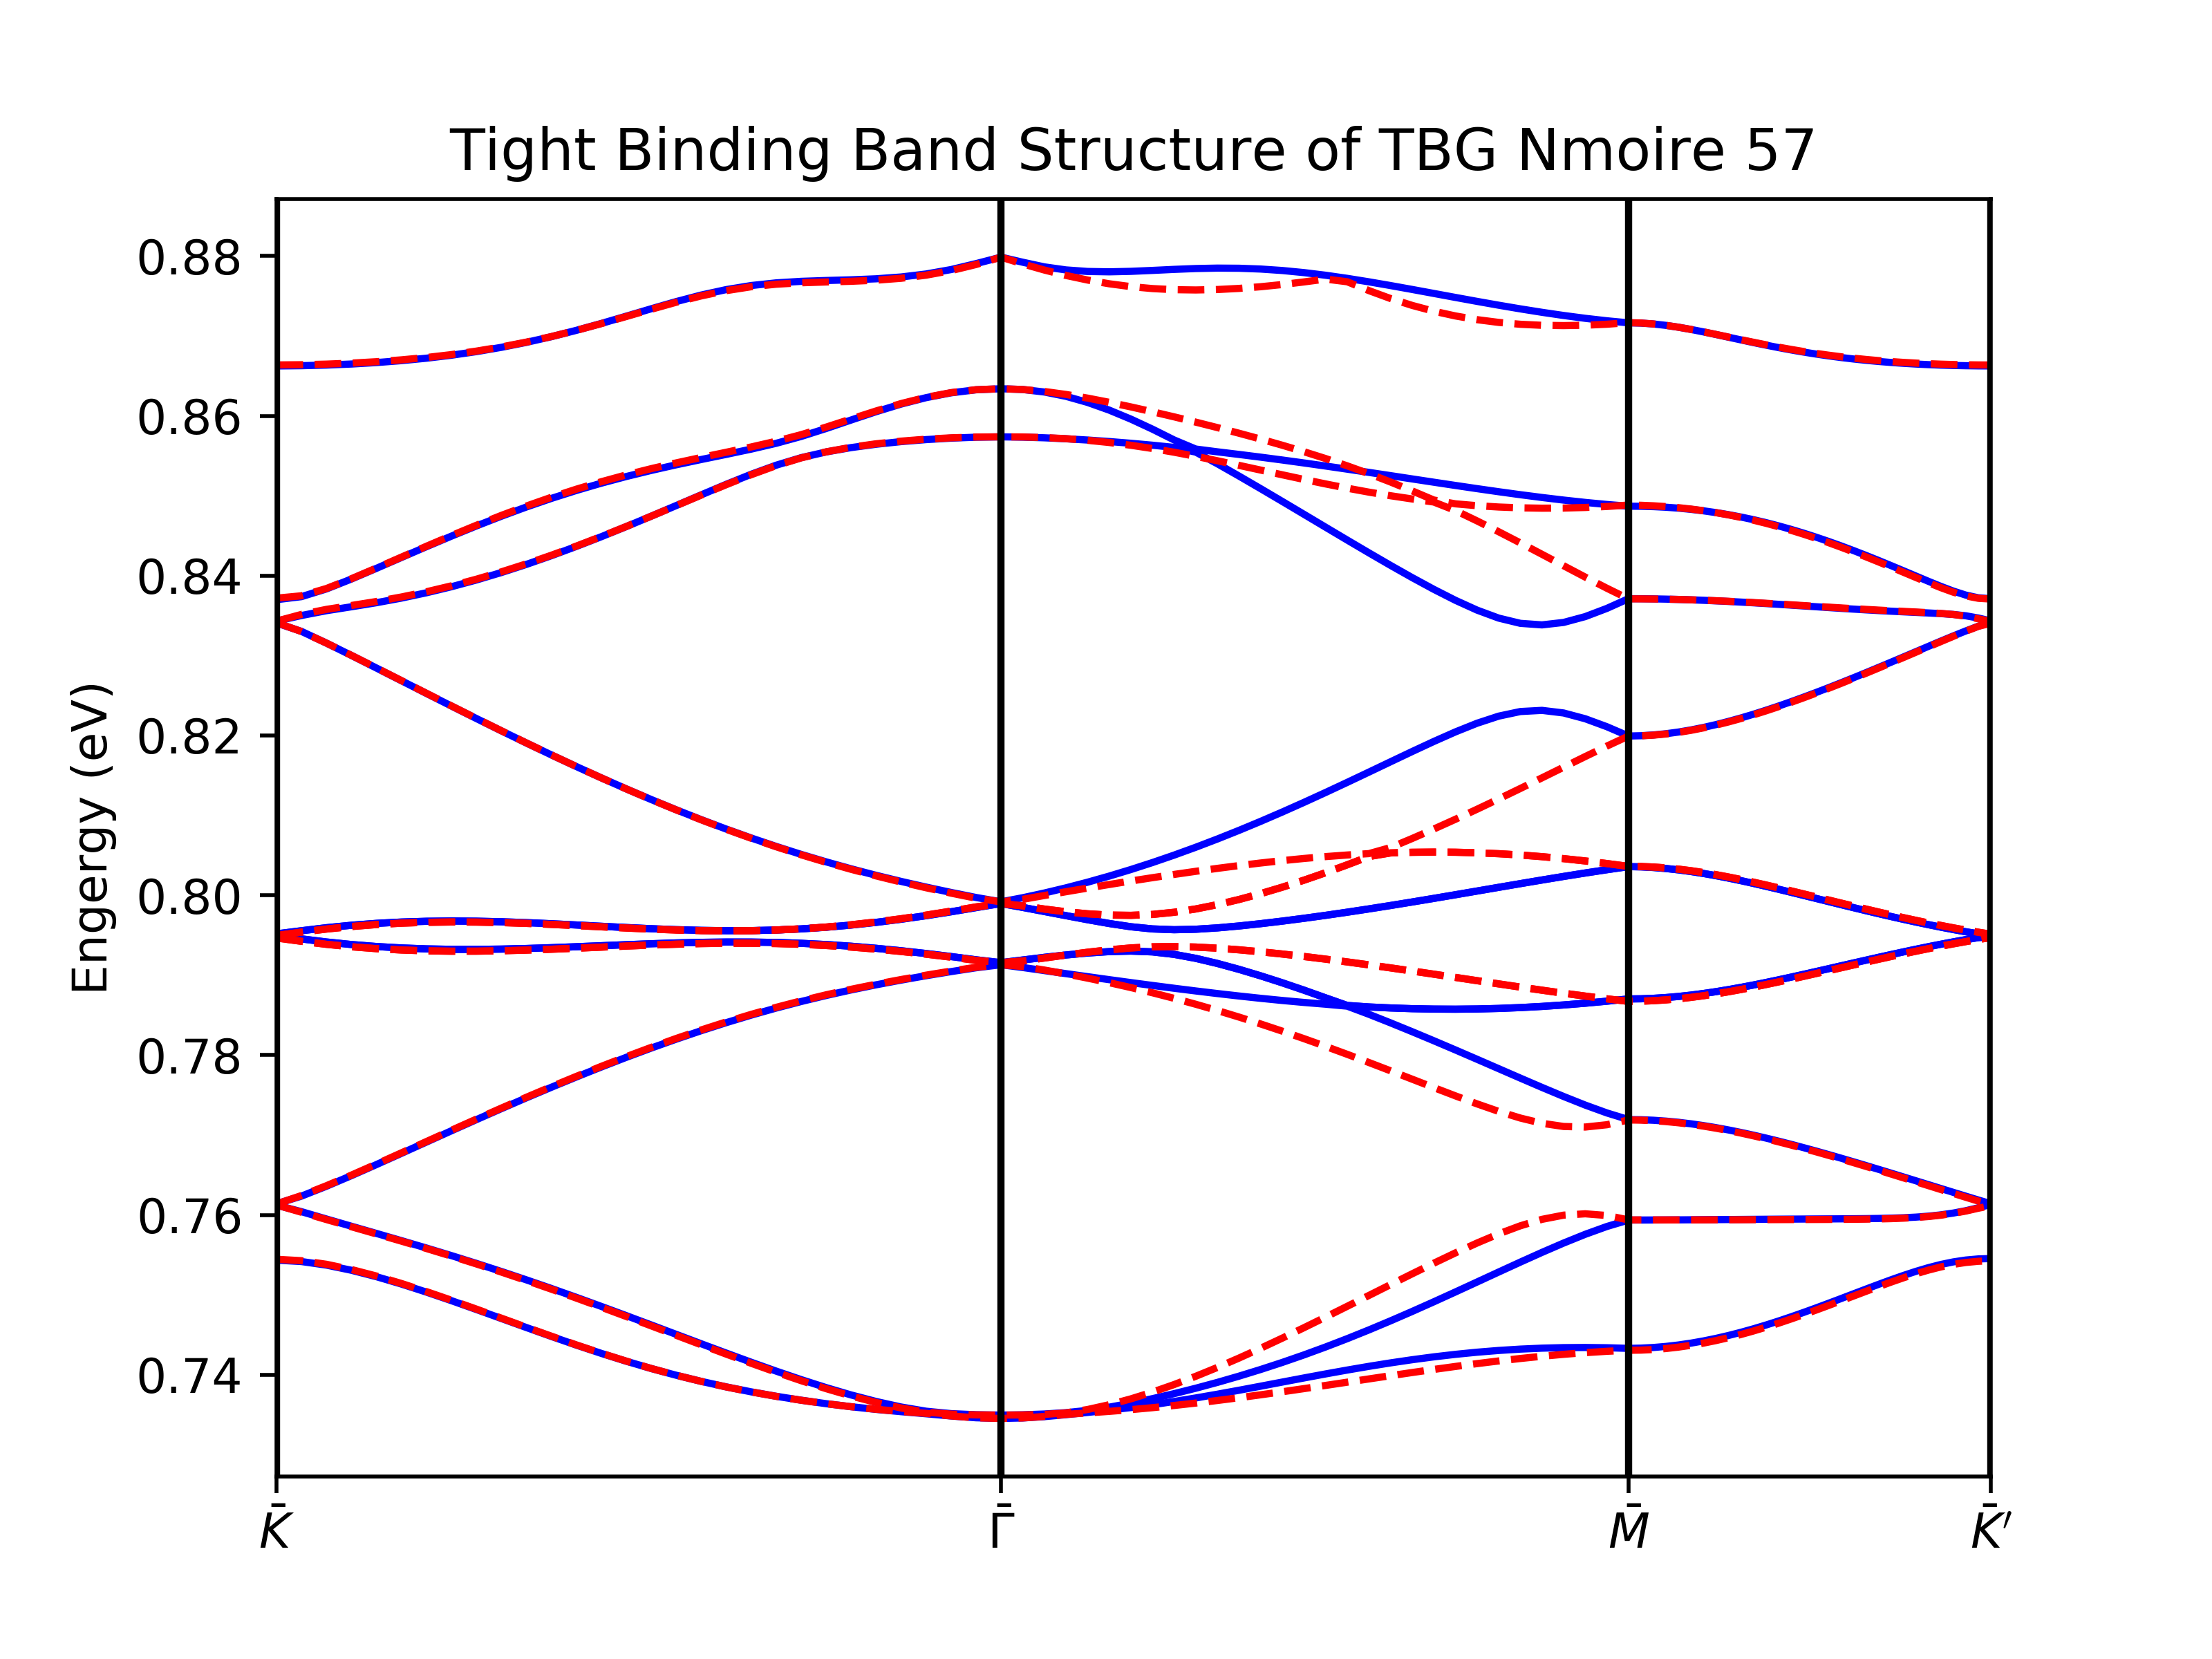 Tight Binding Band Structure of TBG Nmoire 57
Engergy (eV)
0.88
0.86
0.84
0.82
0.80
0.78
0.76
0.74
K̄ Γ̄ M̄ K̄′